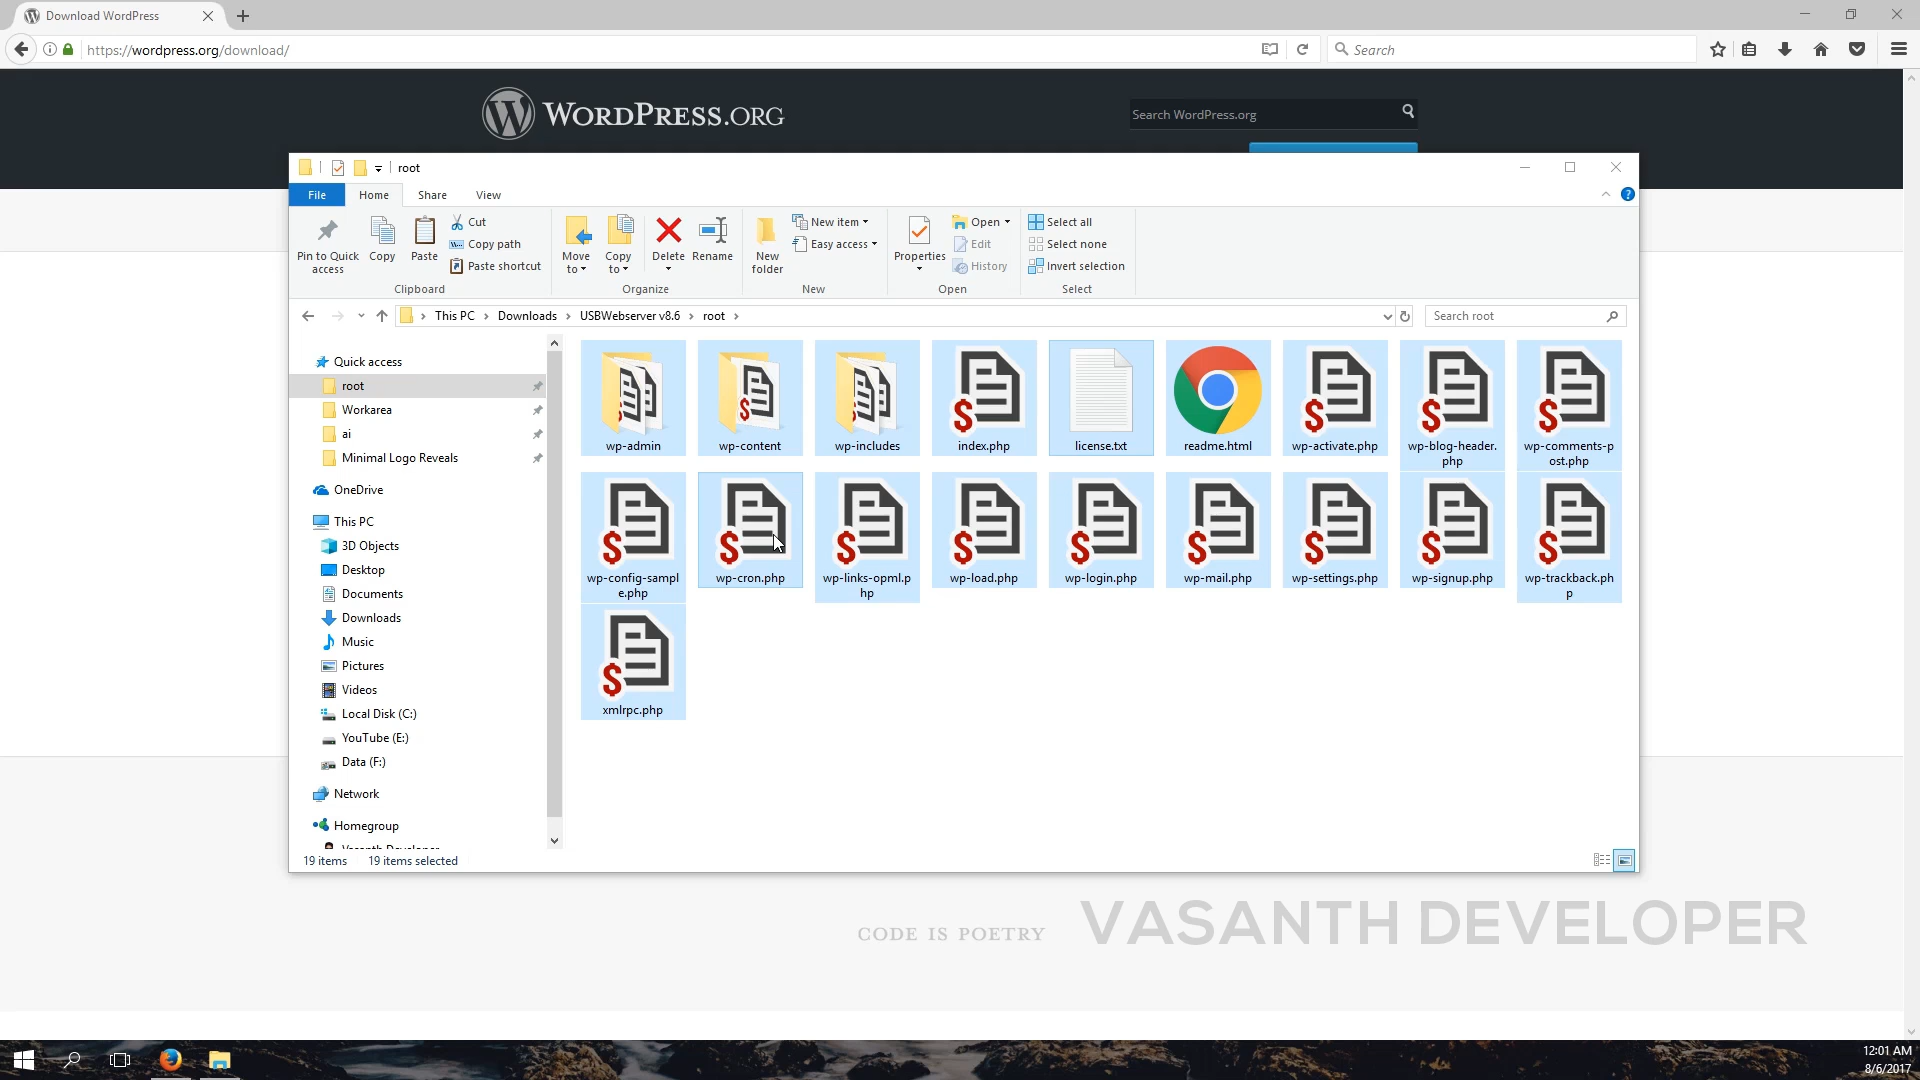 Download WordPress
https://wordpress.org/download/
Search
WORDPRESS.ORG
Search WordPress.org
root
File Home Share View
Pin to Quick access
Copy
Paste
Cut
Copy path
Paste shortcut
Clipboard
Move to
Copy to
Delete
Rename
Organize
New folder
New item
Easy access
New
Properties
Open
Edit
History
Open
Select all
Select none
Invert selection
Select
This PC > Downloads > USBWebserver v8.6 > root >
Search root
Quick access
root
Workarea
ai
Minimal Logo Reveals
OneDrive
This PC
3D Objects
Desktop
Documents
Downloads
Music
Pictures
Videos
Local Disk (C:)
YouTube (E:)
Data (F:)
Network
Homegroup
wp-admin
wp-content
wp-includes
index.php
license.txt
readme.html
wp-activate.php
wp-blog-header.
php
wp-comments-p
ost.php
wp-config-sampl
e.php
wp-cron.php
wp-links-opml.p
hp
wp-load.php
wp-login.php
wp-mail.php
wp-settings.php
wp-signup.php
wp-trackback.ph
p
xmlrpc.php
19 items 19 items selected
CODE IS POETRY
VASANTH DEVELOPER
12:01 AM
8/6/2017